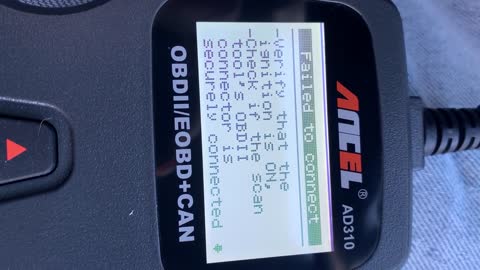 ANCEL® AD310
Failed to connect
-Verify that the
ignition is ON,
-Check if the scan
tool's OBDII
connector is
securely connected
OBDII/EOBD+CAN